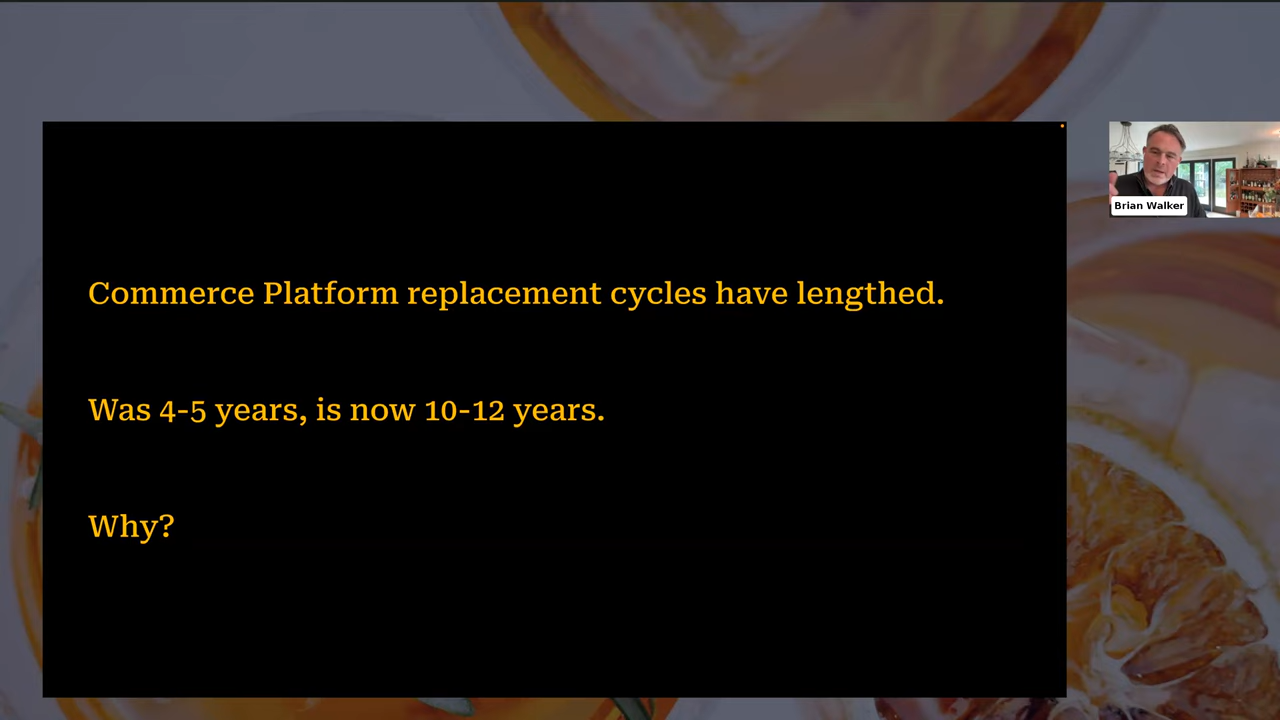 Commerce Platform replacement cycles have lengthed.
Was 4-5 years, is now 10-12 years.
Why?
Brian Walker